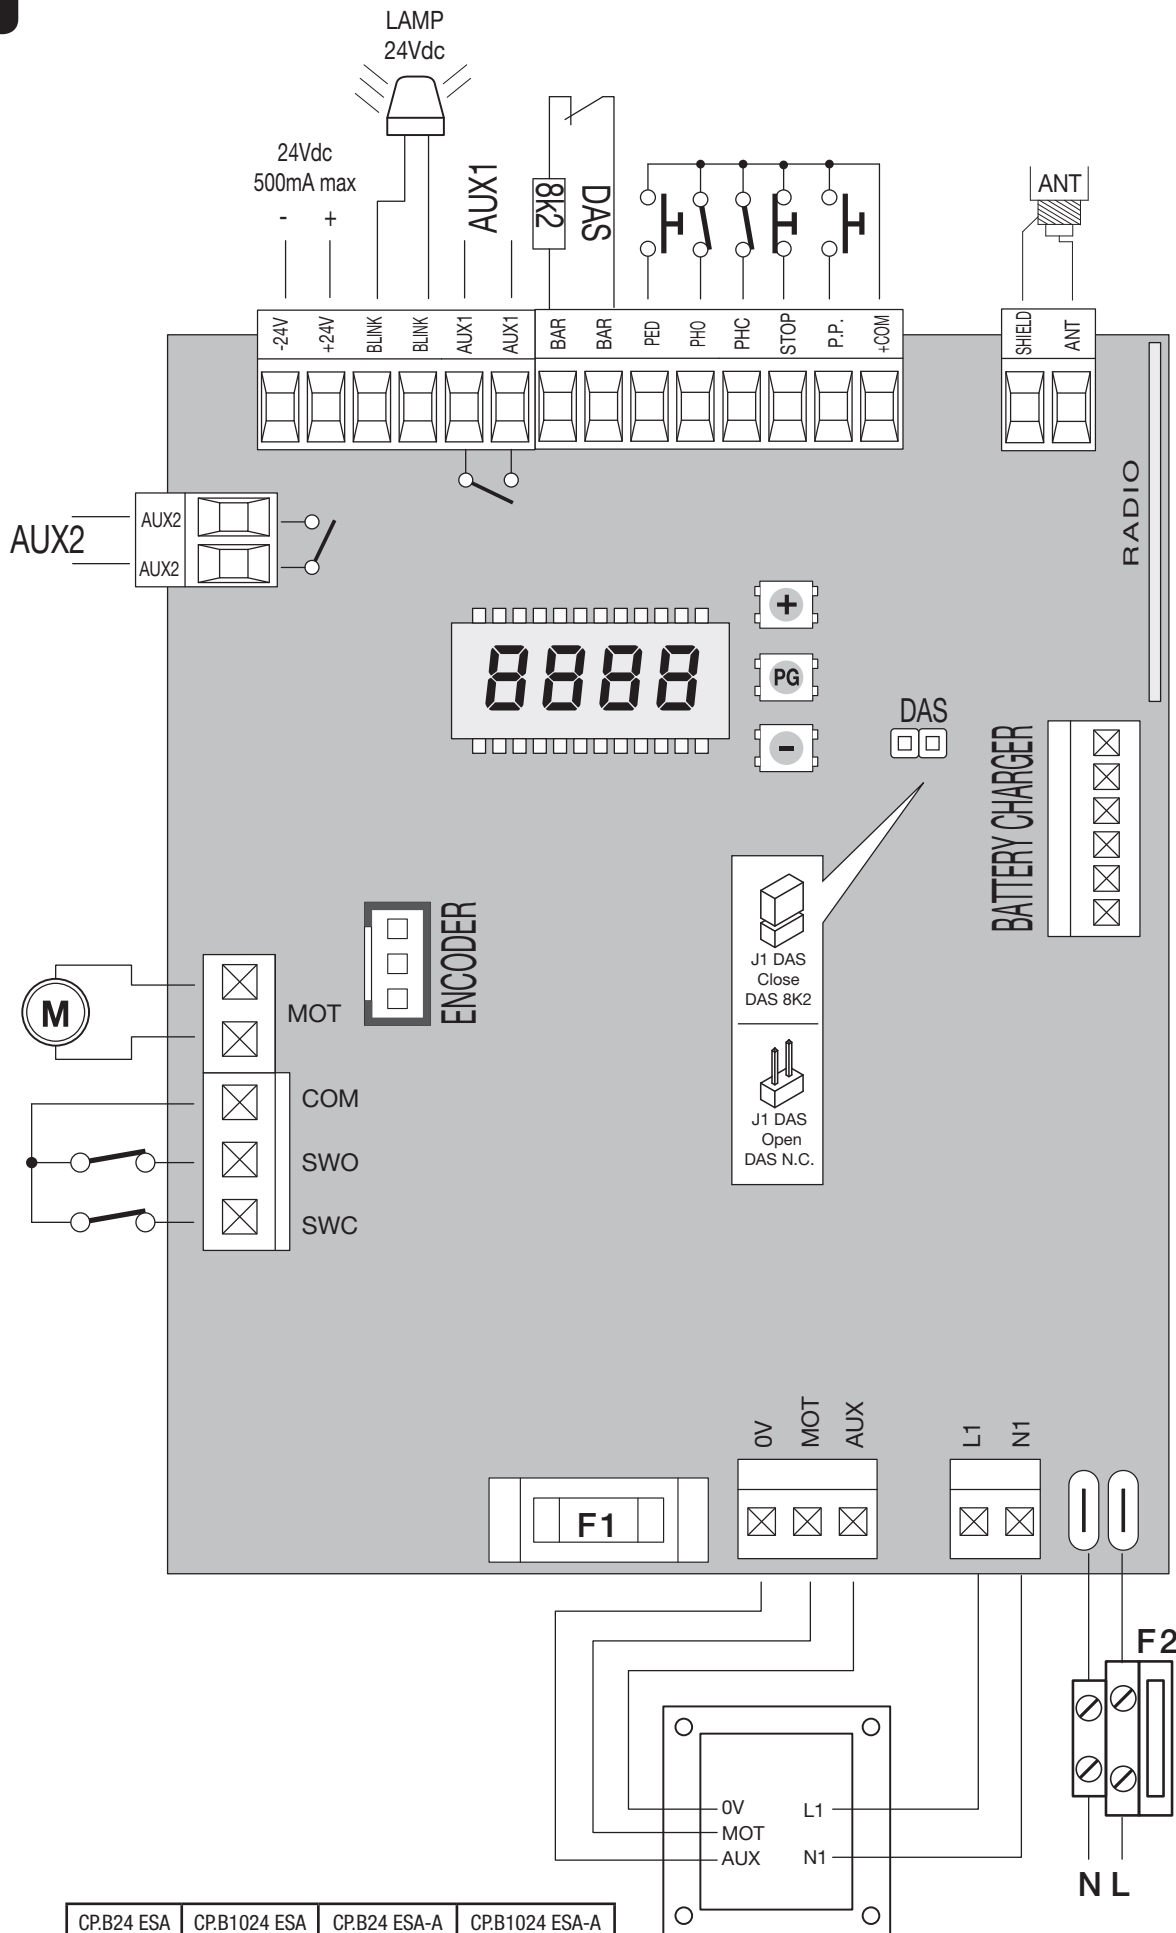 LAMP
24Vdc
24Vdc
500mA max
- +
AUX1
8k2
DAS
ANT
-24V
+24V
BLINK
BLINK
AUX1
AUX1
BAR
BAR
PED
PHO
PHC
STOP
P.P.
+COM
SHIELD
ANT
RADIO
AUX2
AUX2
AUX2
8888
+
PG
-
DAS
BATTERY CHARGER
J1 DAS
Close
DAS 8K2
J1 DAS
Open
DAS N.C.
ENCODER
M
MOT
COM
SWO
SWC
0V
MOT
AUX
L1
N1
F1
F2
0V
MOT
AUX
L1
N1
N L
CP.B24 ESA CP.B1024 ESA CP.B24 ESA-A CP.B1024 ESA-A